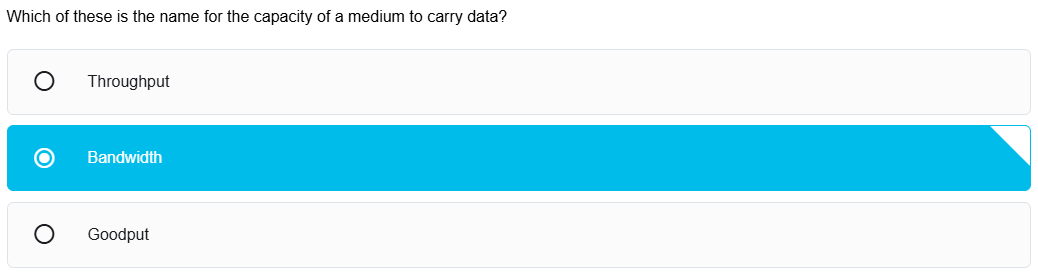 Which of these is the name for the capacity of a medium to carry data?
Throughput
Bandwidth
Goodput